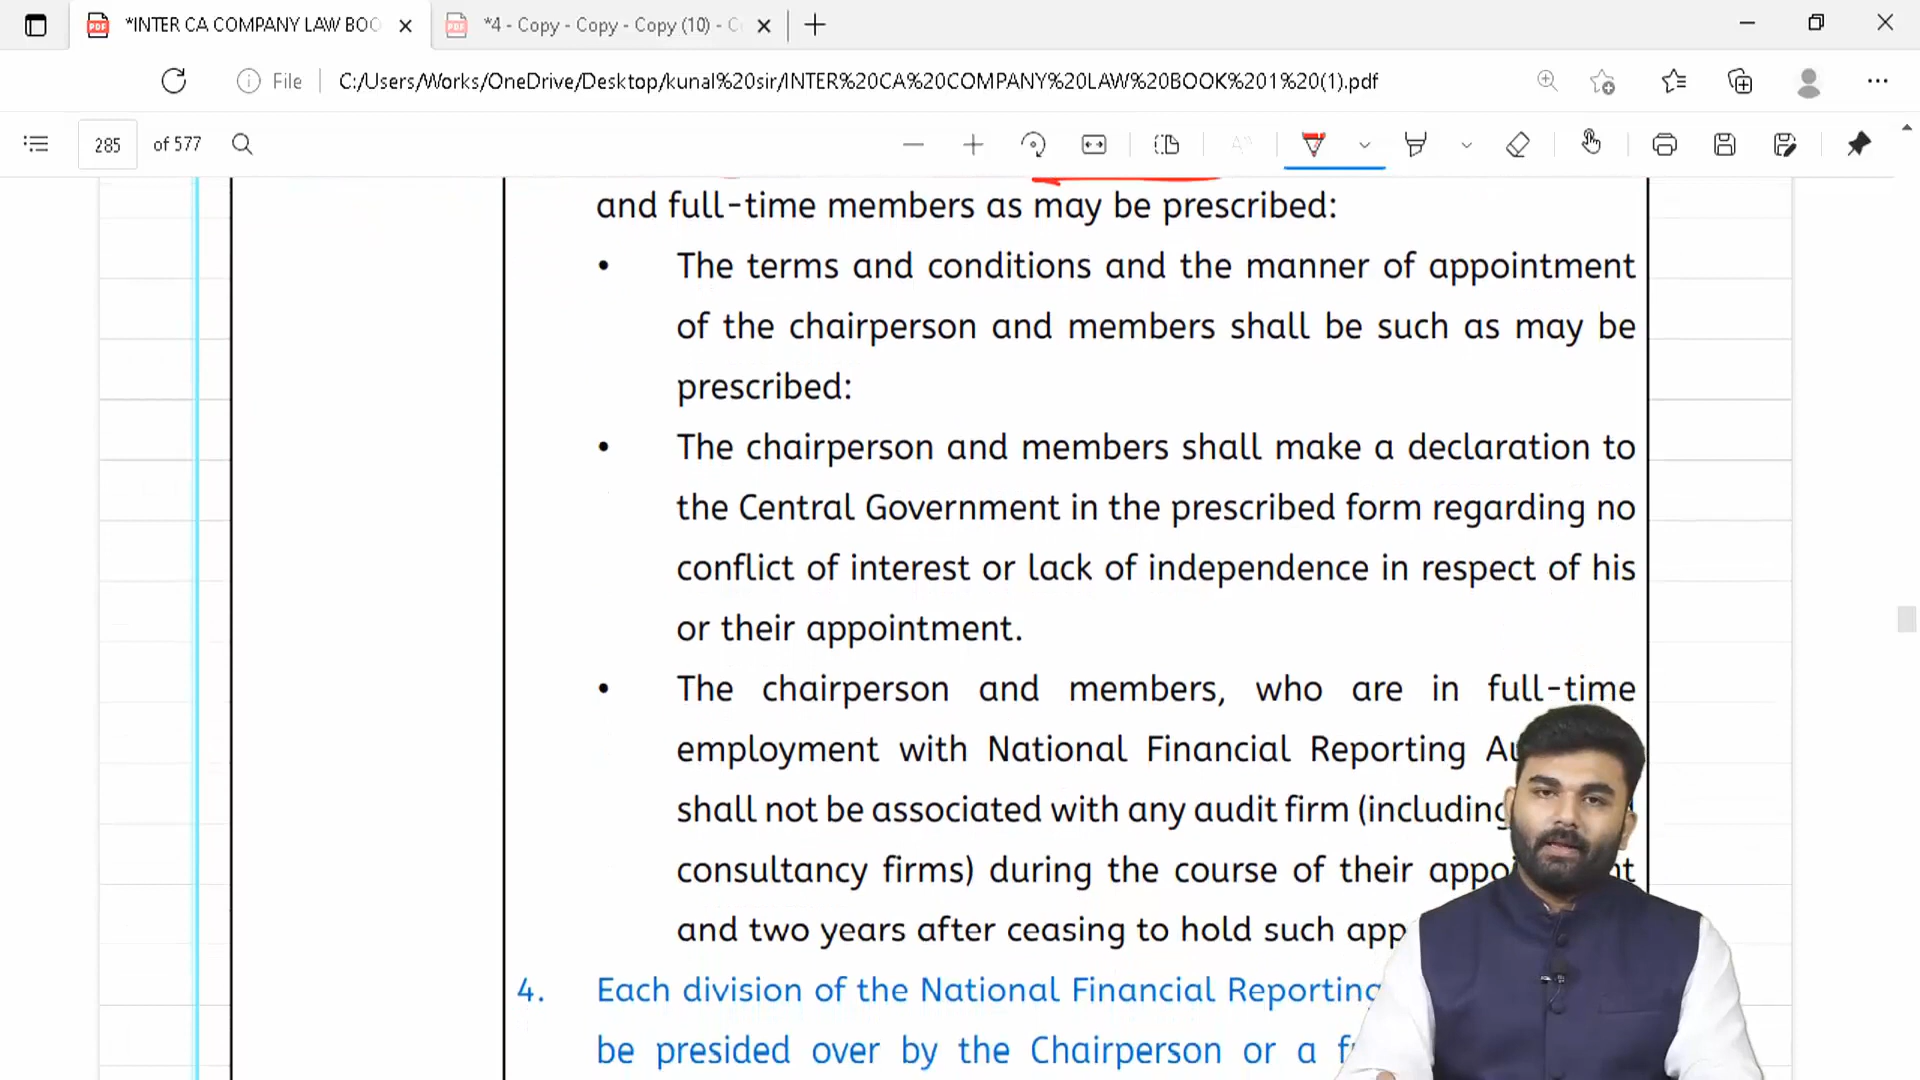 *INTER CA COMPANY LAW BOO
*4 - Copy - Copy - Copy (10) - C
File
C:/Users/Works/OneDrive/Desktop/kunal%20sir/INTER%20CA%20COMPANY%20LAW%20BOOK%201%20(1).pdf
285 of 577
and full-time members as may be prescribed:
• The terms and conditions and the manner of appointment
of the chairperson and members shall be such as may be
prescribed:
• The chairperson and members shall make a declaration to
the Central Government in the prescribed form regarding no
conflict of interest or lack of independence in respect of his
or their appointment.
• The chairperson and members, who are in full-time
employment with National Financial Reporting
shall not be associated with any audit firm (including
consultancy firms) during the course of their
and two years after ceasing to hold such
4. Each division of the National Financial Reporting
be presided over by the Chairperson or a